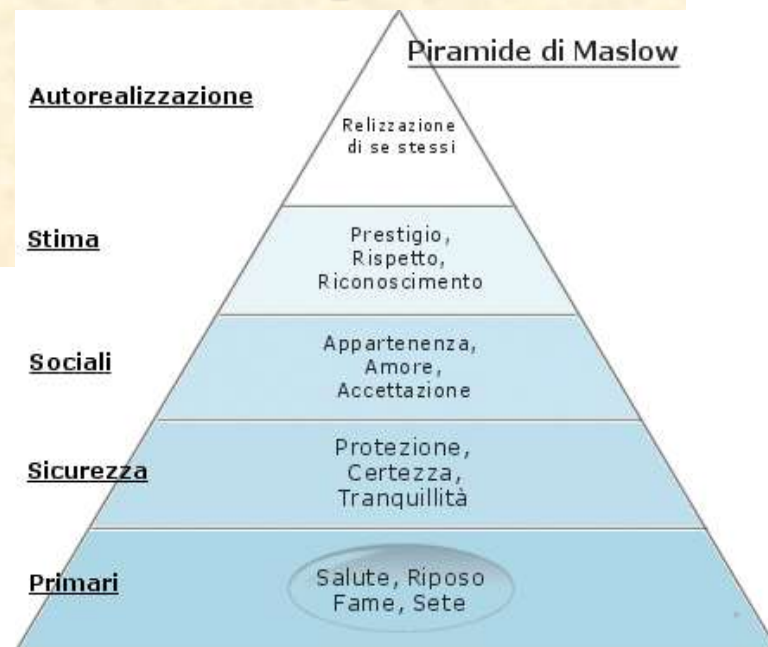 Piramide di Maslow
Autorealizzazione
Relizzazione
di se stessi
Stima
Prestigio,
Rispetto,
Riconoscimento
Sociali
Appartenenza,
Amore,
Accettazione
Sicurezza
Protezione,
Certezza,
Tranquillità
Primari
Salute, Riposo
Fame, Sete